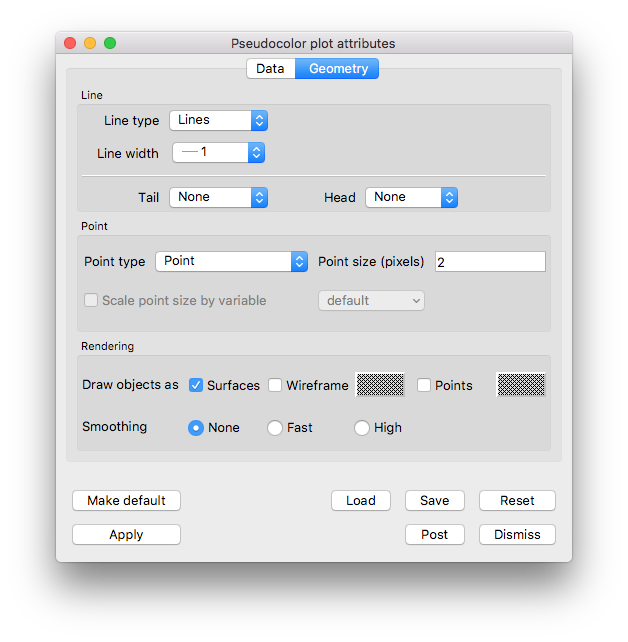 Pseudocolor plot attributes
Data Geometry
Line
Line type Lines
Line width 1
Tail None Head None
Point
Point type Point Point size (pixels) 2
Scale point size by variable default
Rendering
Draw objects as Surfaces Wireframe Points
Smoothing None Fast High
Make default Load Save Reset
Apply Post Dismiss